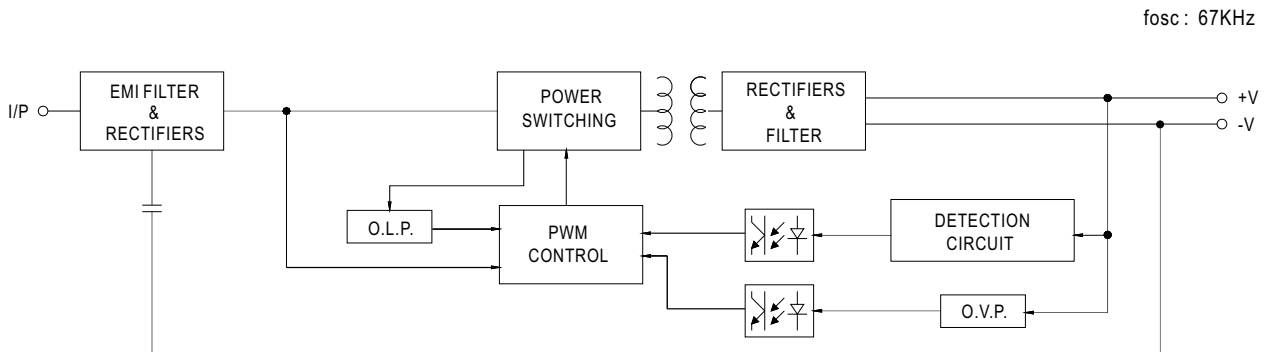 fosc : 67KHz
I/P
EMI FILTER
&
RECTIFIERS
POWER
SWITCHING
RECTIFIERS
&
FILTER
+V
-V
O.L.P.
PWM
CONTROL
DETECTION
CIRCUIT
O.V.P.